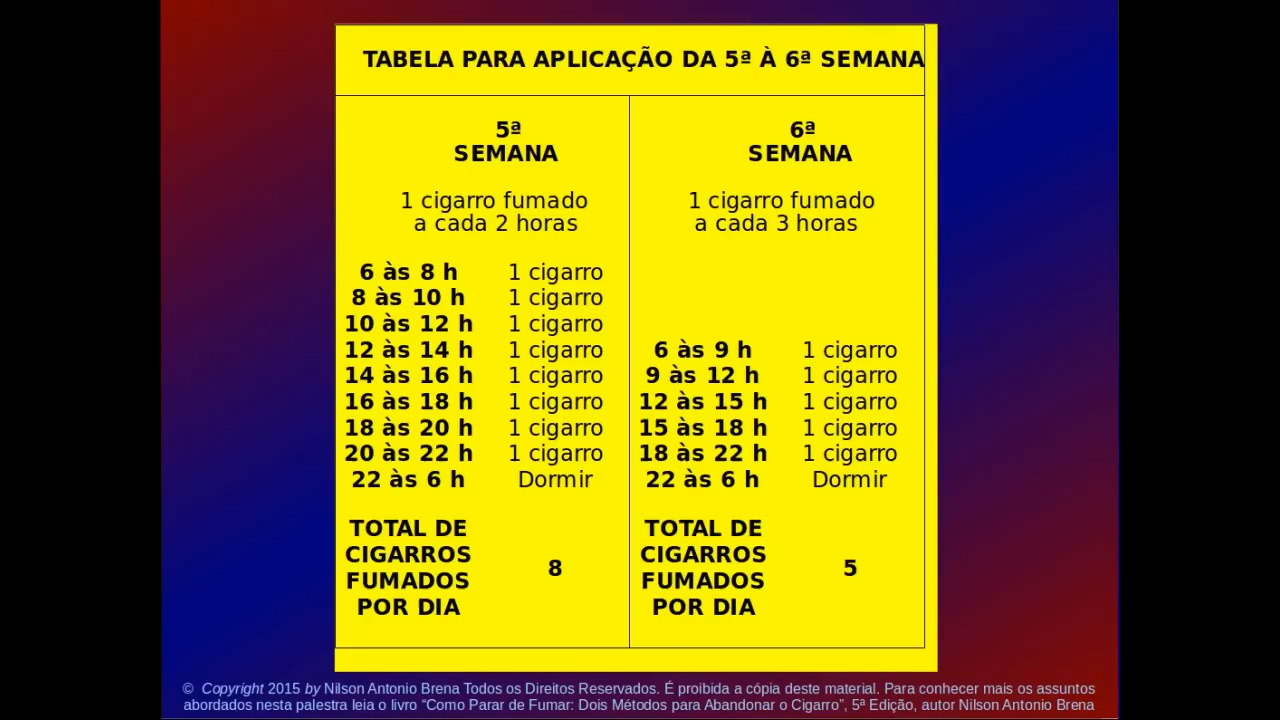 TABELA PARA APLICAÇÃO DA 5ª À 6ª SEMANA
5ª
SEMANA
1 cigarro fumado
a cada 2 horas
6 às 8 h 1 cigarro
8 às 10 h 1 cigarro
10 às 12 h 1 cigarro
12 às 14 h 1 cigarro
14 às 16 h 1 cigarro
16 às 18 h 1 cigarro
18 às 20 h 1 cigarro
20 às 22 h 1 cigarro
22 às 6 h Dormir
TOTAL DE
CIGARROS
FUMADOS
POR DIA
8
6ª
SEMANA
1 cigarro fumado
a cada 3 horas
6 às 9 h 1 cigarro
9 às 12 h 1 cigarro
12 às 15 h 1 cigarro
15 às 18 h 1 cigarro
18 às 22 h 1 cigarro
22 às 6 h Dormir
TOTAL DE
CIGARROS
FUMADOS
POR DIA
5
© Copyright 2015 by Nilson Antonio Brena Todos os Direitos Reservados. É proibida a cópia deste material. Para conhecer mais os assuntos
abordados nesta palestra leia o livro “Como Parar de Fumar: Dois Métodos para Abandonar o Cigarro”, 5ª Edição, autor Nilson Antonio Brena